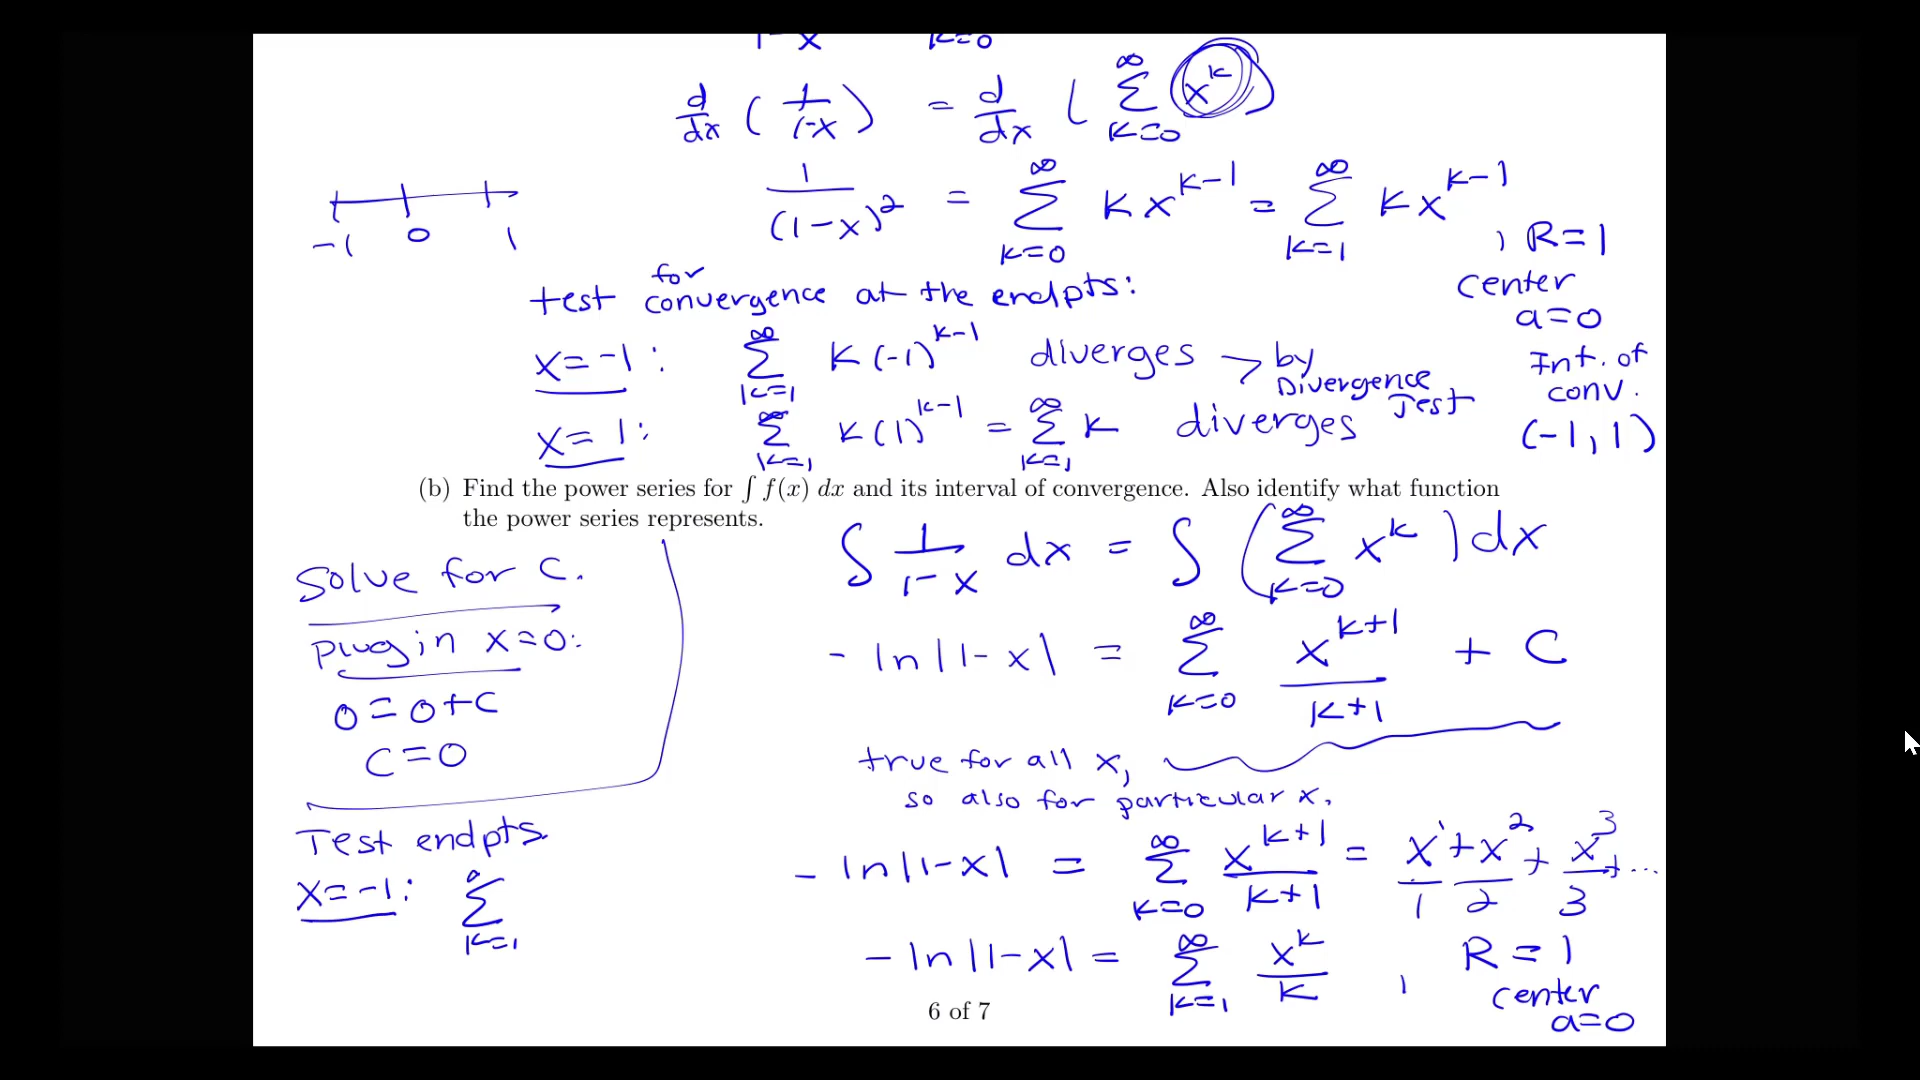 1-x k=0
d/dx (1/(1-x)) = d/dx (∑_{k=0}^{∞} x^k)
1/(1-x)^2 = ∑_{k=0}^{∞} k x^{k-1} = ∑_{k=1}^{∞} k x^{k-1}, R=1
-1 0 1
center
a=0
test for convergence at the endpts:
x=-1: ∑_{k=1}^{∞} k(-1)^{k-1} diverges → by Divergence Test
Int. of
conv.
(-1,1)
x=1: ∑_{k=1}^{∞} k(1)^{k-1} = ∑_{k=1}^{∞} k diverges
(b) Find the power series for ∫ f(x) dx and its interval of convergence. Also identify what function
the power series represents.
∫ 1/(1-x) dx = ∫ (∑_{k=0}^{∞} x^k) dx
-ln|1-x| = ∑_{k=0}^{∞} x^{k+1}/(k+1) + C
Solve for C.
Plug in x=0:
0=0+C
C=0
true for all x,
so also for particular x.
-ln|1-x| = ∑_{k=0}^{∞} x^{k+1}/(k+1) = x^1/1 + x^2/2 + x^3/3 + ...
-ln|1-x| = ∑_{k=1}^{∞} x^k/k, R=1
center
a=0
Test endpts.
x=-1: ∑_{k=1}
6 of 7